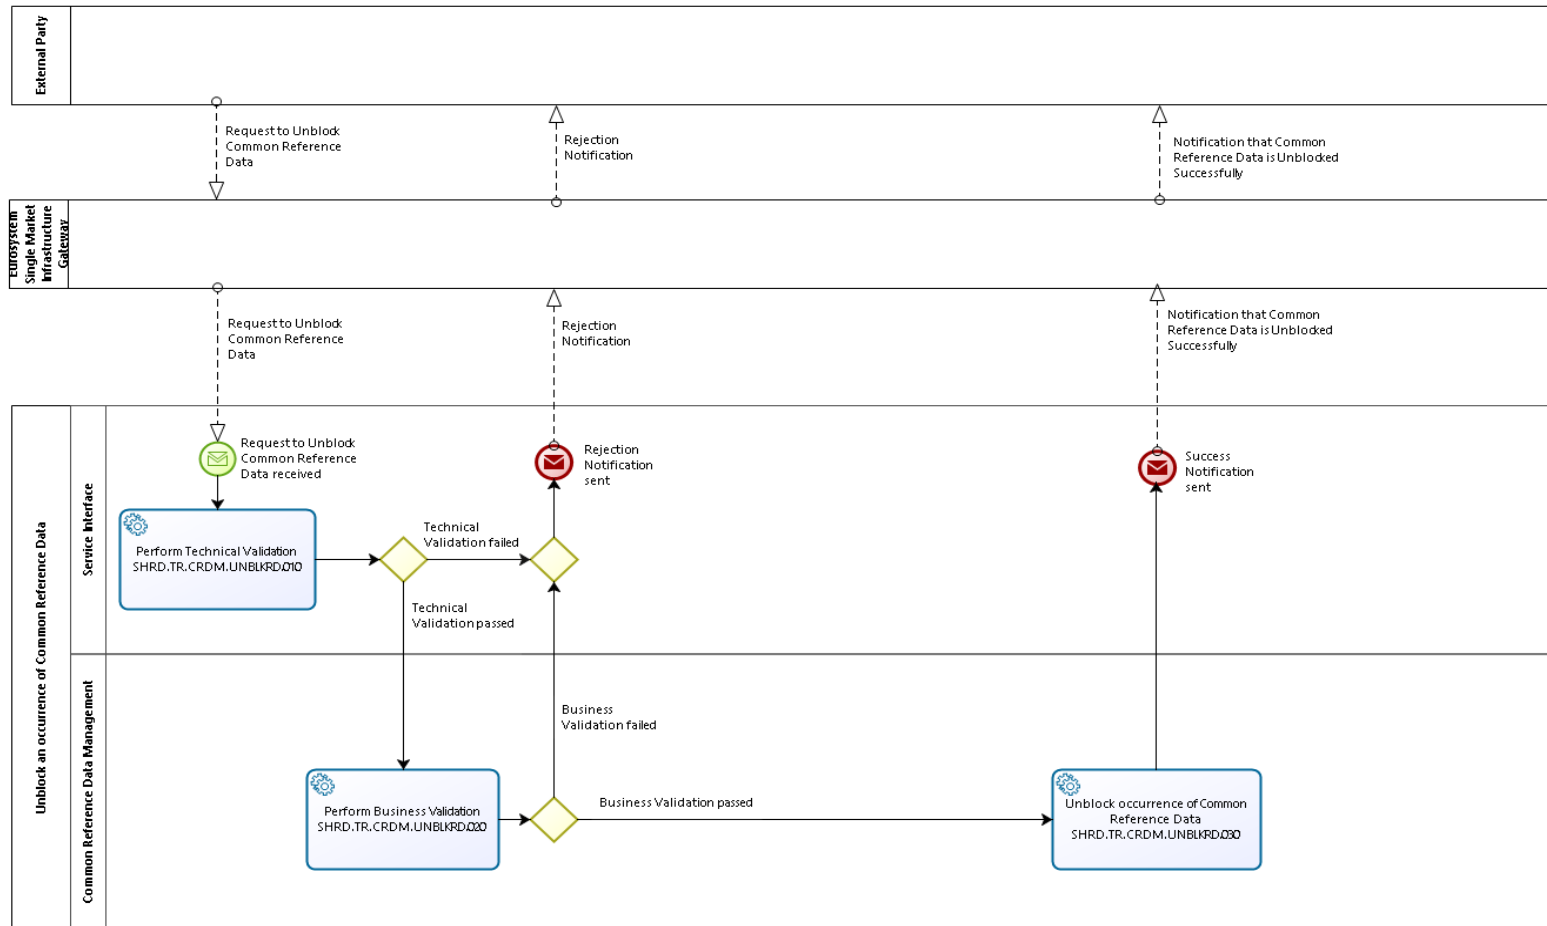 External Party
Request to Unblock
Common Reference
Data
Rejection
Notification
Notification that Common
Reference Data is Unblocked
Successfully
Eurosystem
Single Market
Infrastructure
Gateway
Request to Unblock
Common Reference
Data
Rejection
Notification
Notification that Common
Reference Data is Unblocked
Successfully
Unblock an occurrence of Common Reference Data
Service Interface
Request to Unblock
Common Reference
Data received
Rejection
Notification
sent
Success
Notification
sent
Perform Technical Validation
SHRD.TR.CRDM.UNBLKRD.010
Technical
Validation failed
Technical
Validation passed
Common Reference Data Management
Business
Validation failed
Perform Business Validation
SHRD.TR.CRDM.UNBLKRD.020
Business Validation passed
Unblock occurrence of Common
Reference Data
SHRD.TR.CRDM.UNBLKRD.030